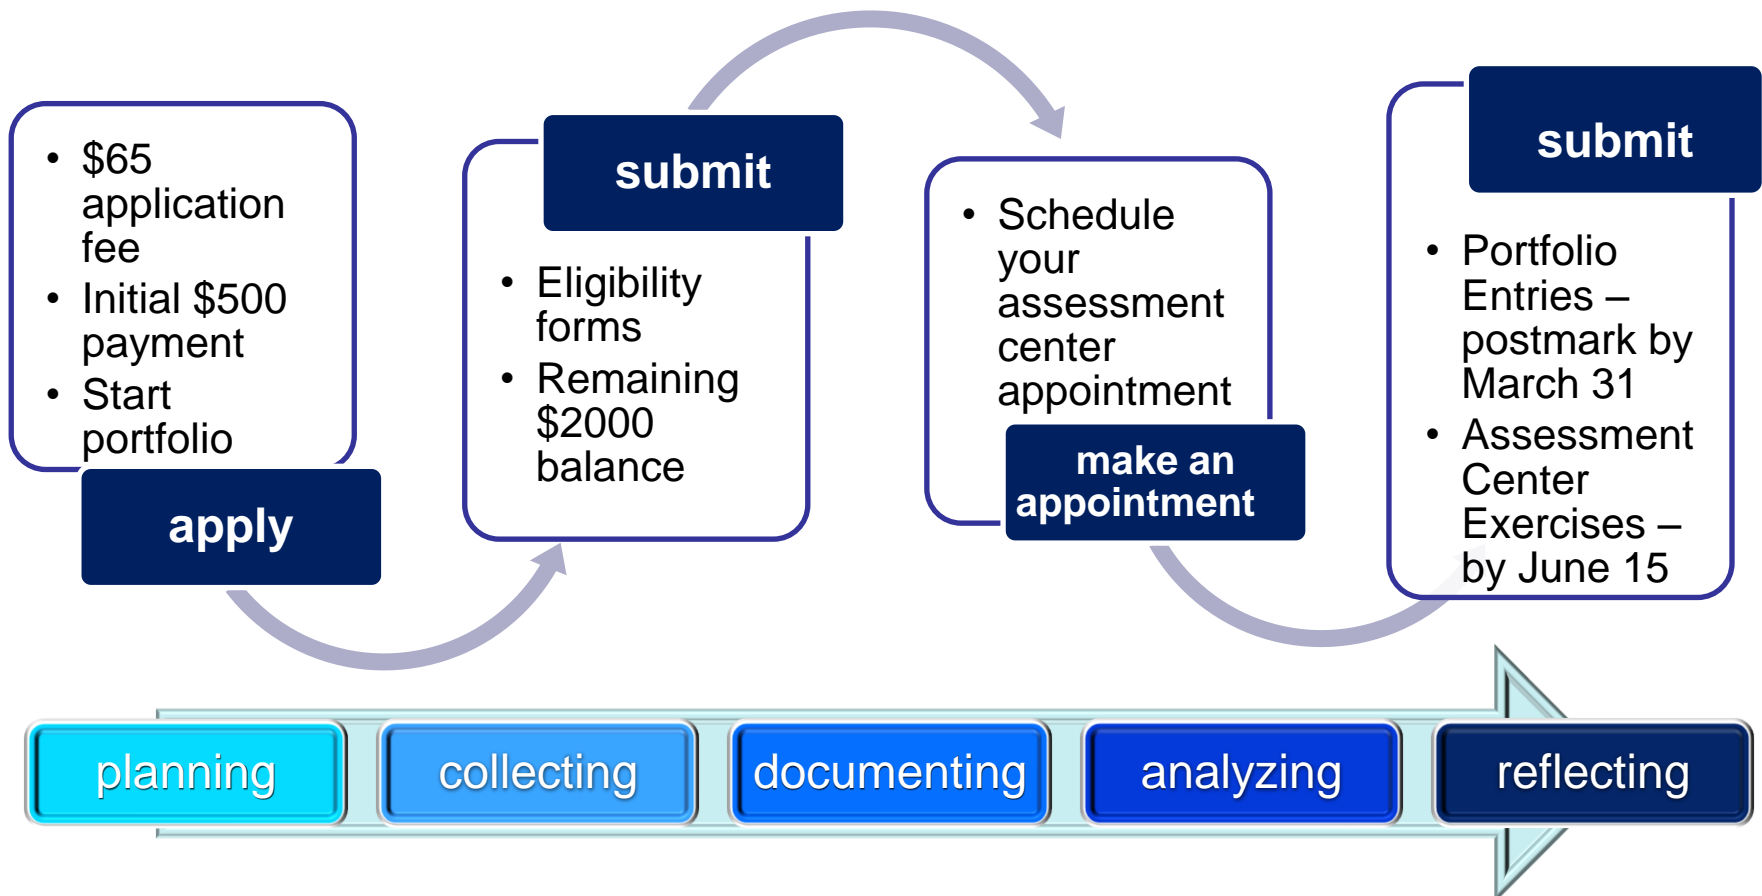 • $65
application
fee
• Initial $500
payment
• Start
portfolio
apply
submit
• Eligibility
forms
• Remaining
$2000
balance
• Schedule
your
assessment
center
appointment
make an
appointment
submit
• Portfolio
Entries –
postmark by
March 31
• Assessment
Center
Exercises –
by June 15
planning
collecting
documenting
analyzing
reflecting